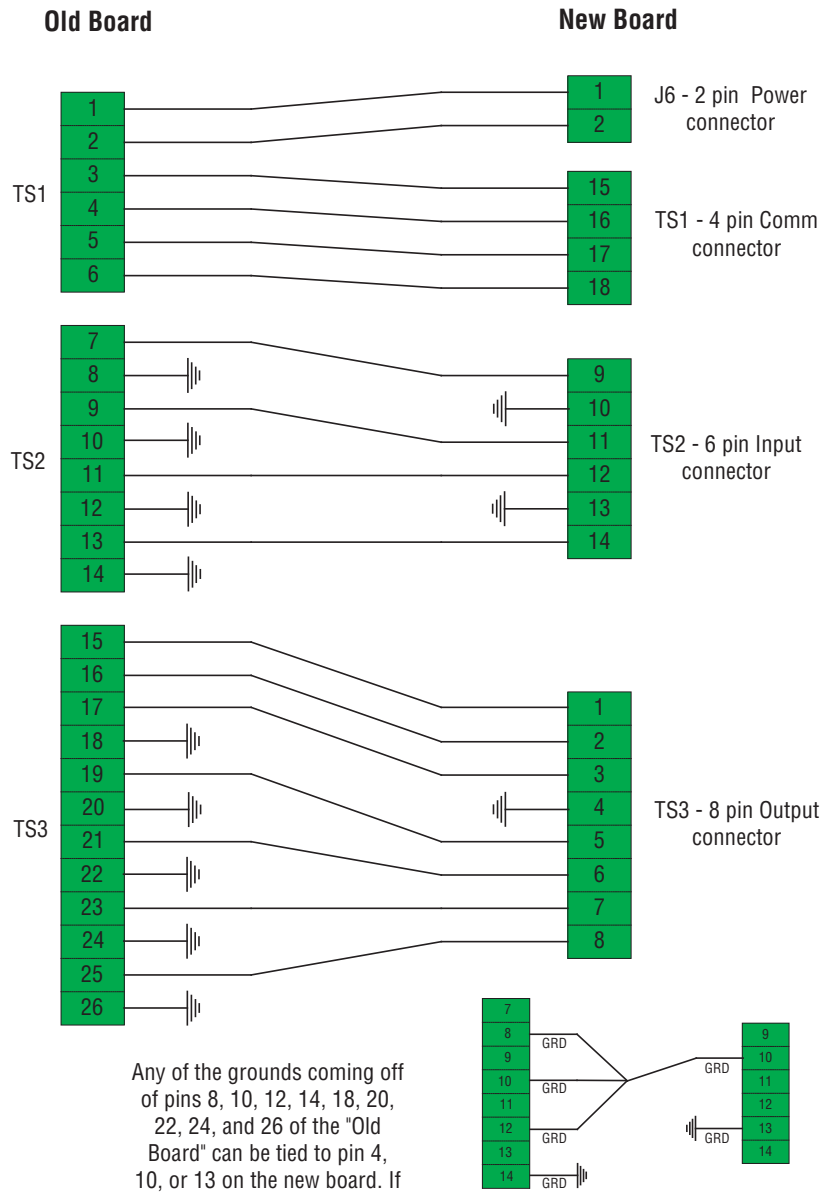 Old Board
New Board
TS1
1
2
3
4
5
6
1
2
J6 - 2 pin Power
connector
15
16
17
18
TS1 - 4 pin Comm
connector
TS2
7
8
9
10
11
12
13
14
9
10
11
12
13
14
TS2 - 6 pin Input
connector
TS3
15
16
17
18
19
20
21
22
23
24
25
26
1
2
3
4
5
6
7
8
TS3 - 8 pin Output
connector
Any of the grounds coming off
of pins 8, 10, 12, 14, 18, 20,
22, 24, and 26 of the "Old
Board" can be tied to pin 4,
10, or 13 on the new board. If
7
8
9
10
11
12
13
14
GRD
GRD
GRD
GRD
GRD
GRD
9
10
11
12
13
14